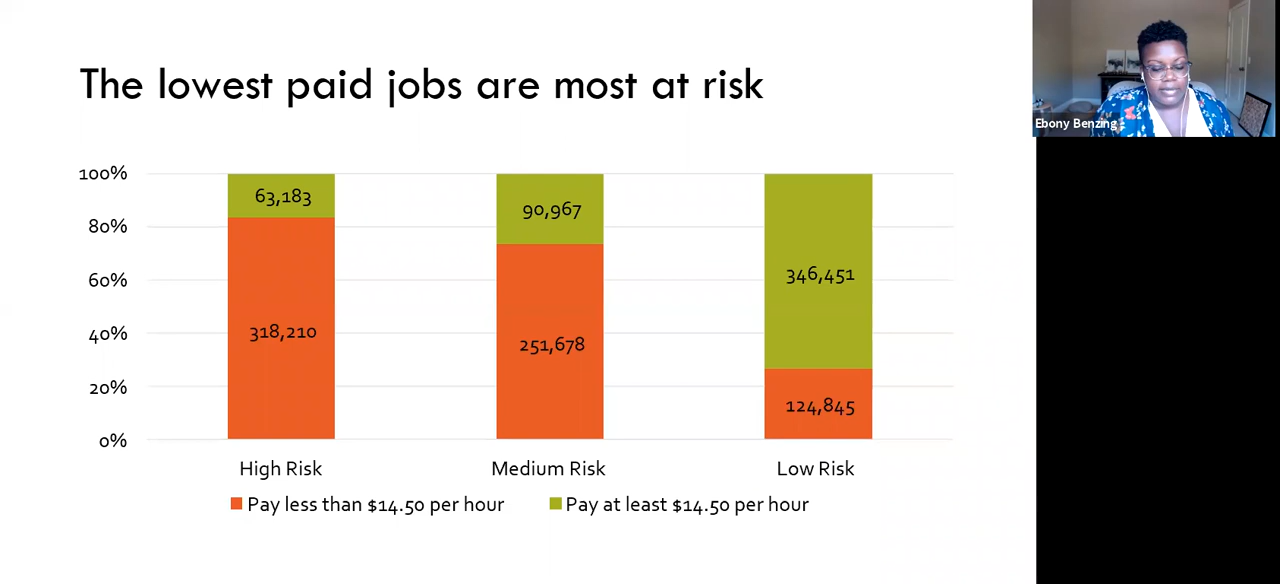 The lowest paid jobs are most at risk
Ebony Benzing
100%
80%
60%
40%
20%
0%
63,183
318,210
90,967
251,678
346,451
124,845
High Risk
Medium Risk
Low Risk
Pay less than $14.50 per hour
Pay at least $14.50 per hour